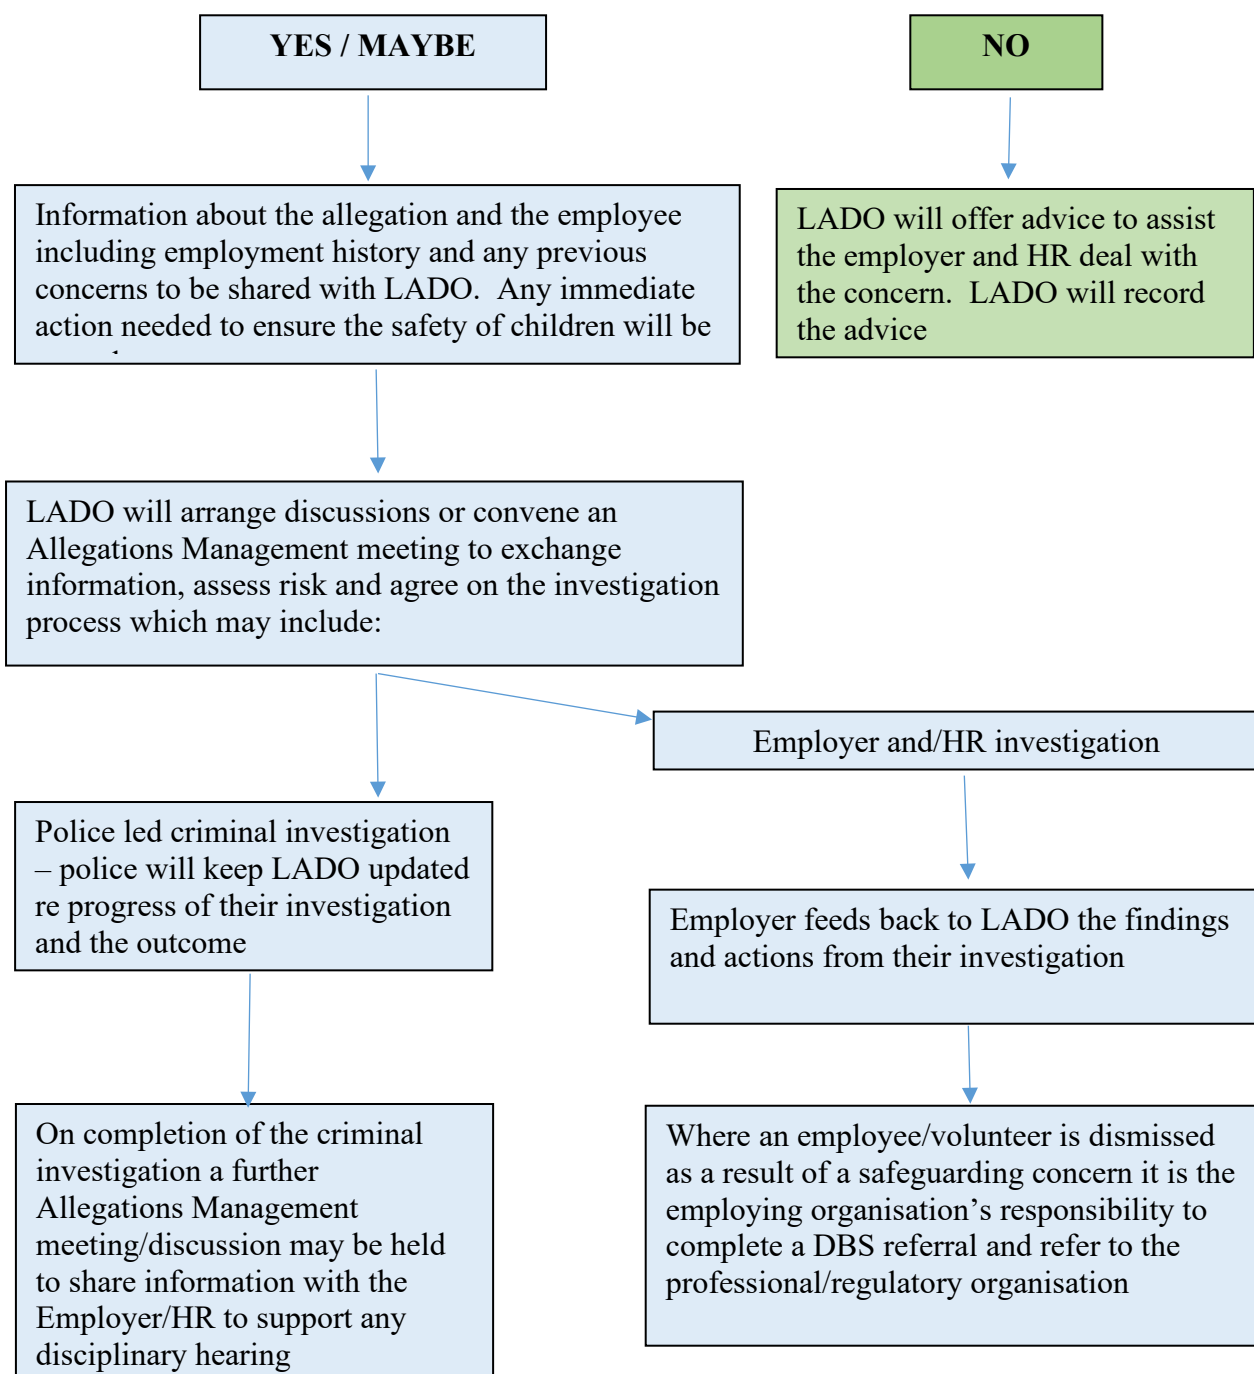 YES / MAYBE
NO
Information about the allegation and the employee
including employment history and any previous
concerns to be shared with LADO.  Any immediate
action needed to ensure the safety of children will be
LADO will offer advice to assist
the employer and HR deal with
the concern.  LADO will record
the advice
LADO will arrange discussions or convene an
Allegations Management meeting to exchange
information, assess risk and agree on the investigation
process which may include:
Employer and/HR investigation
Police led criminal investigation
– police will keep LADO updated
re progress of their investigation
and the outcome
Employer feeds back to LADO the findings
and actions from their investigation
On completion of the criminal
investigation a further
Allegations Management
meeting/discussion may be held
to share information with the
Employer/HR to support any
disciplinary hearing
Where an employee/volunteer is dismissed
as a result of a safeguarding concern it is the
employing organisation’s responsibility to
complete a DBS referral and refer to the
professional/regulatory organisation